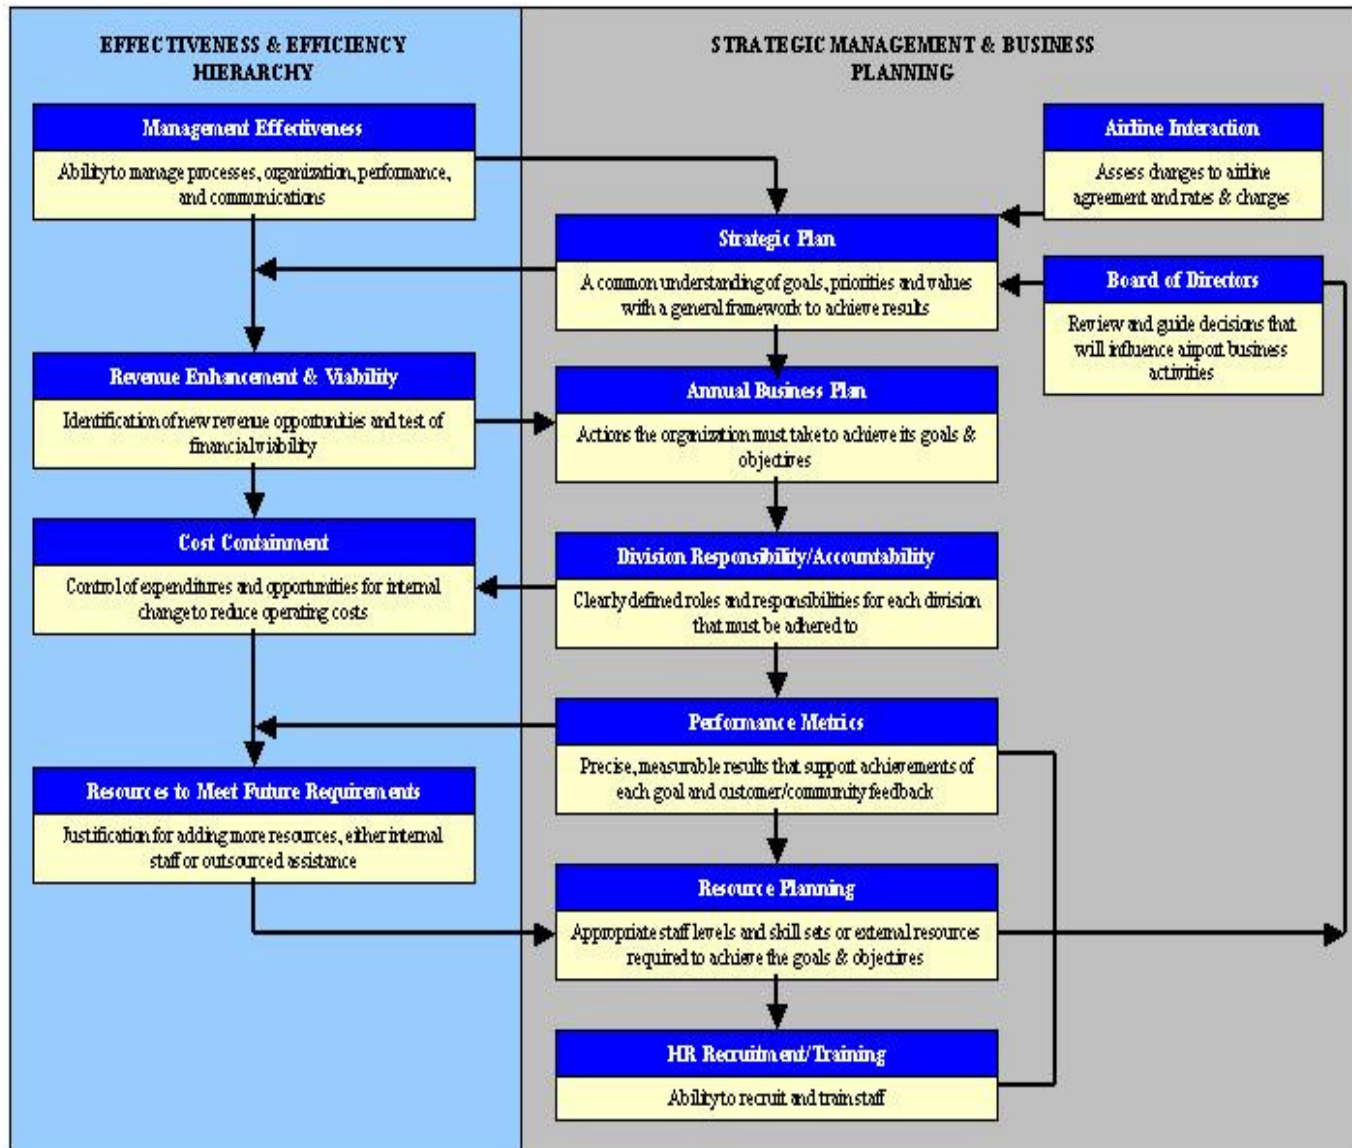 EFFECTIVENESS & EFFICIENCY
HIERARCHY
Management Effectiveness
Ability to manage processes, organization, performance,
and communications
Revenue Enhancement & Viability
Identification of new revenue opportunities and test of
financial viability
Cost Containment
Control of expenditures and opportunities for internal
change to reduce operating costs
Resources to Meet Future Requirements
Justification for adding more resources, either internal
staff or outsourced assistance
STRATEGIC MANAGEMENT & BUSINESS
PLANNING
Strategic Plan
A common understanding of goals, priorities and values
with a general framework to achieve results
Annual Business Plan
Actions the organization must take to achieve its goals &
objectives
Division Responsibility/Accountability
Clearly defined roles and responsibilities for each division
that must be adhered to
Performance Metrics
Precise, measurable results that support achievements of
each goal and customer/community feedback
Resource Planning
Appropriate staff levels and skill sets or external resources
required to achieve the goals & objectives
HR Recruitment/Training
Ability to recruit and train staff
Airline Interaction
Assess changes to airline
agreement and rates & charges
Board of Directors
Review and guide decisions that
will influence airport business
activities